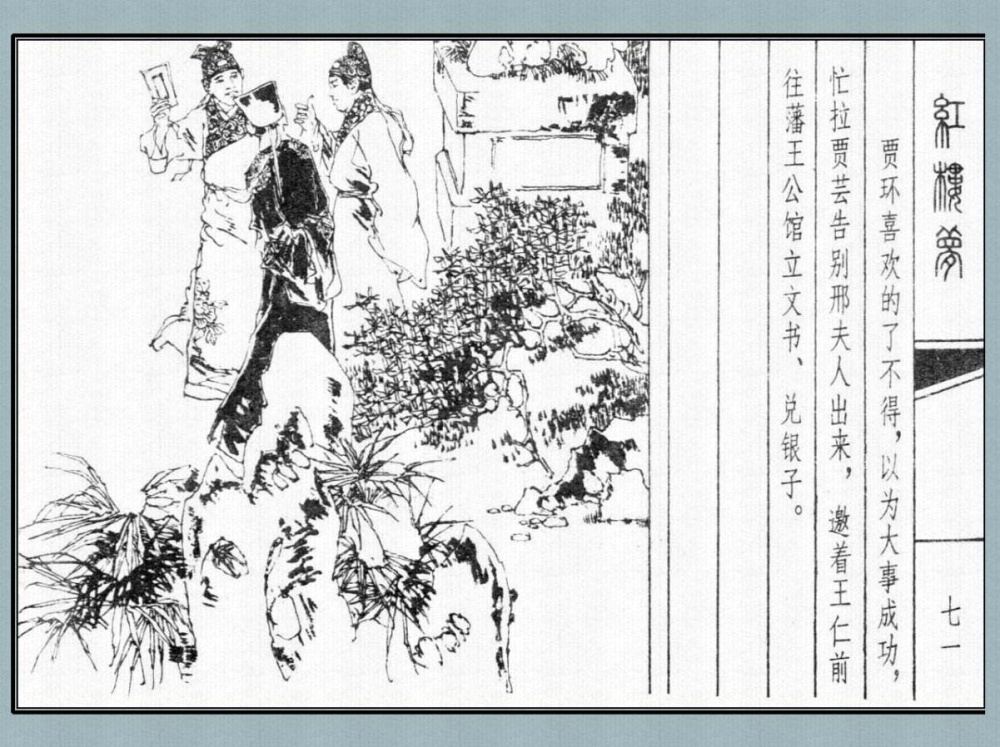 红楼梦
七一
贾环喜欢的了不得，以为大事成功，
忙拉贾芸告别邢夫人出来，邀着王仁前
往藩王公馆立文书、兑银子。